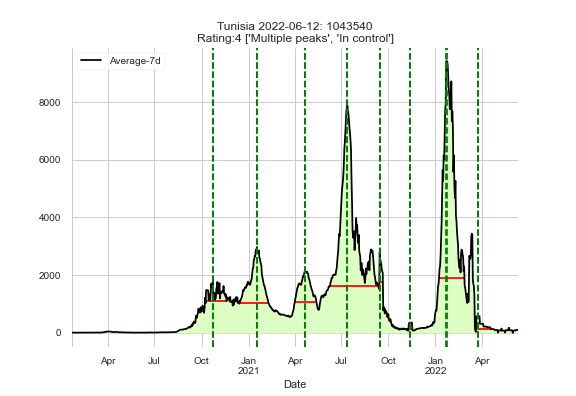 Tunisia 2022-06-12: 1043540
Rating:4 ['Multiple peaks', 'In control']
Average-7d
8000
6000
4000
2000
0
Apr
Jul
Oct
Jan
2021
Apr
Jul
Oct
Jan
2022
Apr
Date